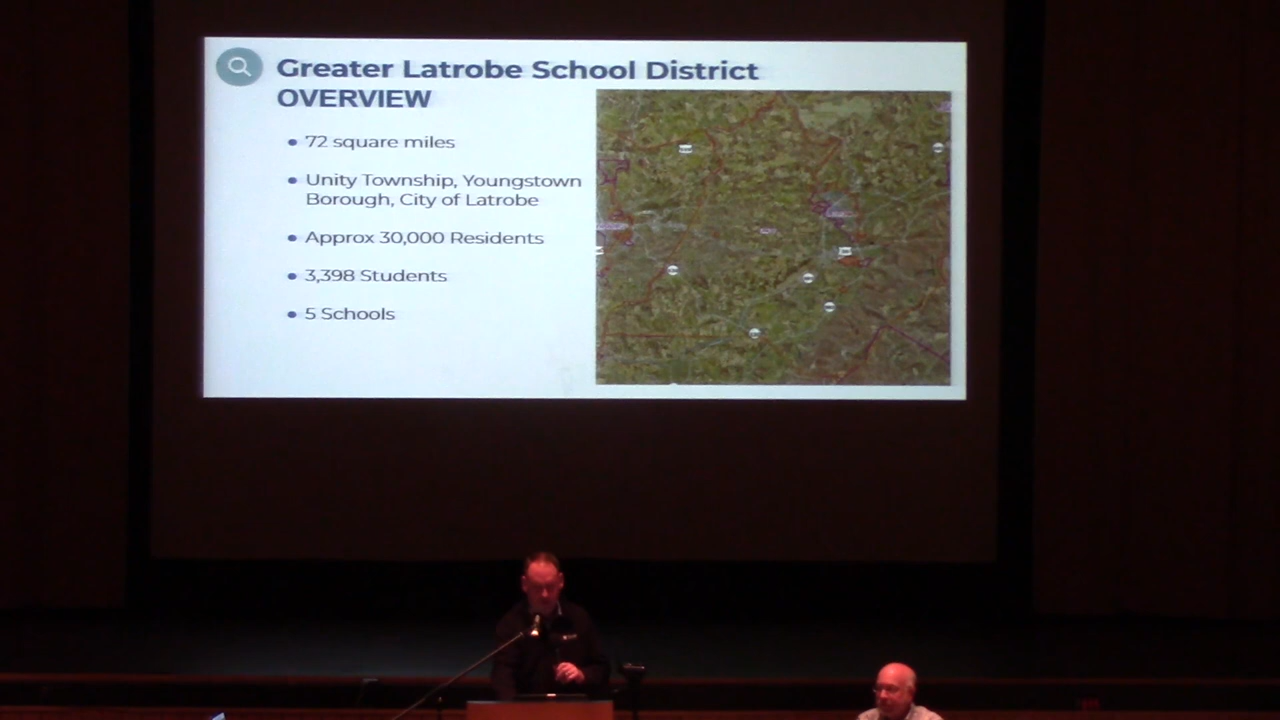 Greater Latrobe School District
OVERVIEW
• 72 square miles
• Unity Township, Youngstown
Borough, City of Latrobe
• Approx 30,000 Residents
• 3,398 Students
• 5 Schools